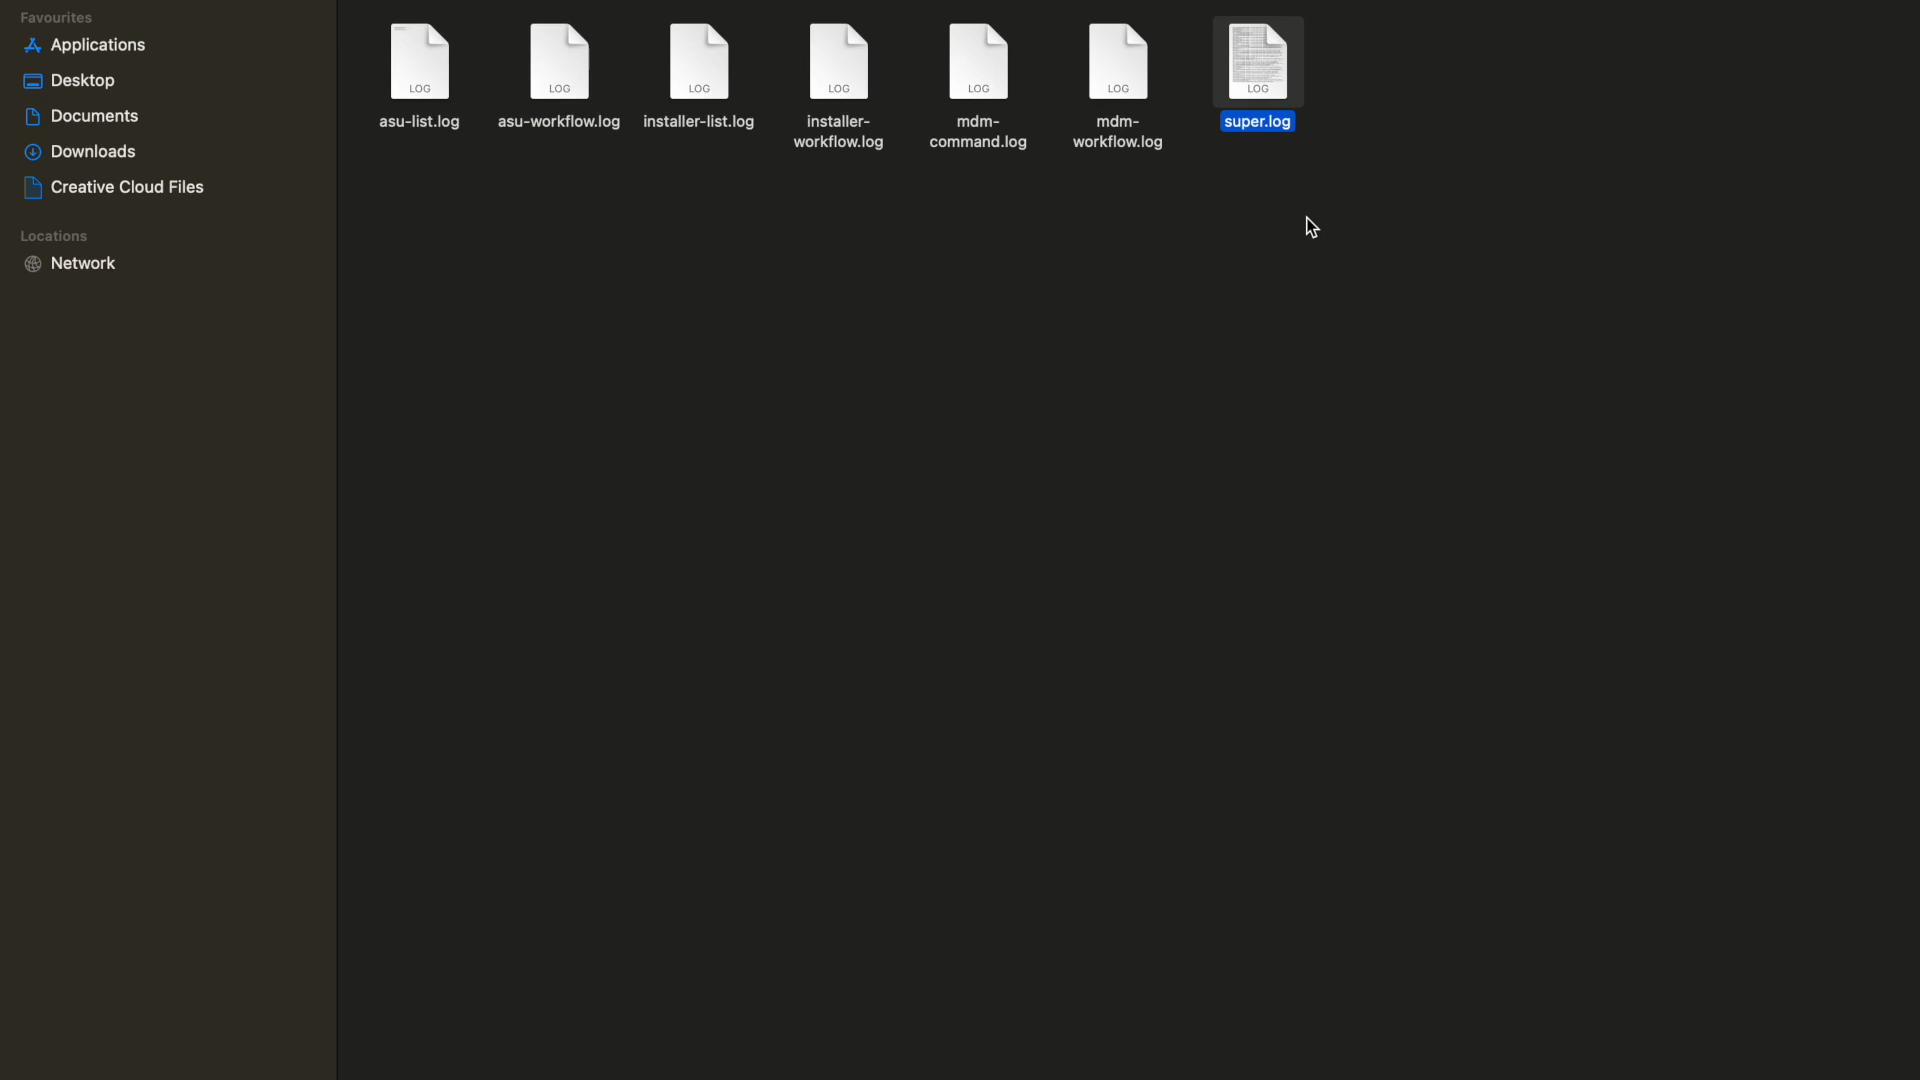 Favourites
Applications
Desktop
Documents
Downloads
Creative Cloud Files
Locations
Network
LOG
asu-list.log
LOG
asu-workflow.log
LOG
installer-list.log
LOG
installer-
workflow.log
LOG
mdm-
command.log
LOG
mdm-
workflow.log
LOG
super.log